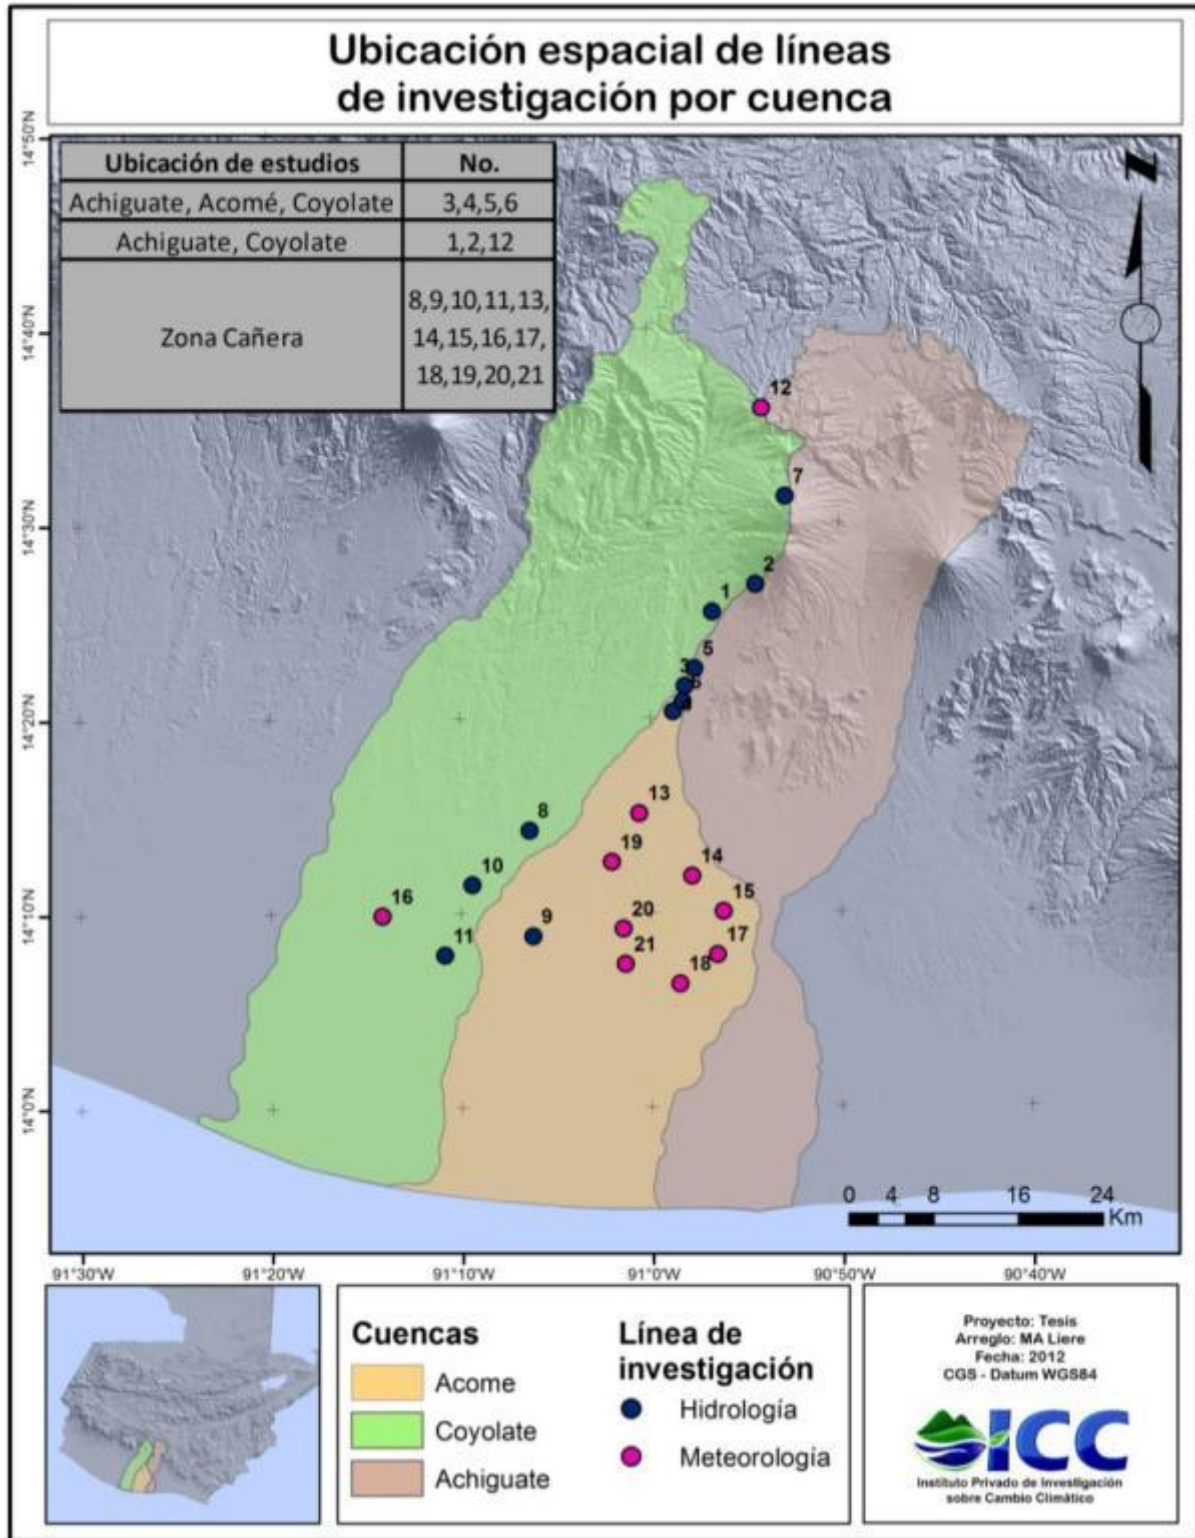 Ubicación espacial de líneas
de investigación por cuenca
Ubicación de estudios No.
Achiguate, Acomé, Coyolate 3,4,5,6
Achiguate, Coyolate 1,2,12
Zona Cañera
8,9,10,11,13,
14,15,16,17,
18,19,20,21
14°50'N
14°40'N
14°30'N
14°20'N
14°10'N
14°0'N
12
7
2
1
5
3
13
8
19
14
10
16
15
20
9
17
11
21
18
0 4 8 16 24
Km
91°30'W 91°20'W 91°10'W 91°0'W 90°50'W 90°40'W
Cuencas
Acome
Coyolate
Achiguate
Línea de
investigación
Hidrología
Meteorología
Proyecto: Tesis
Arreglo: MA Liere
Fecha: 2012
CGS - Datum WGS84
ICC
Instituto Privado de Investigación
sobre Cambio Climático